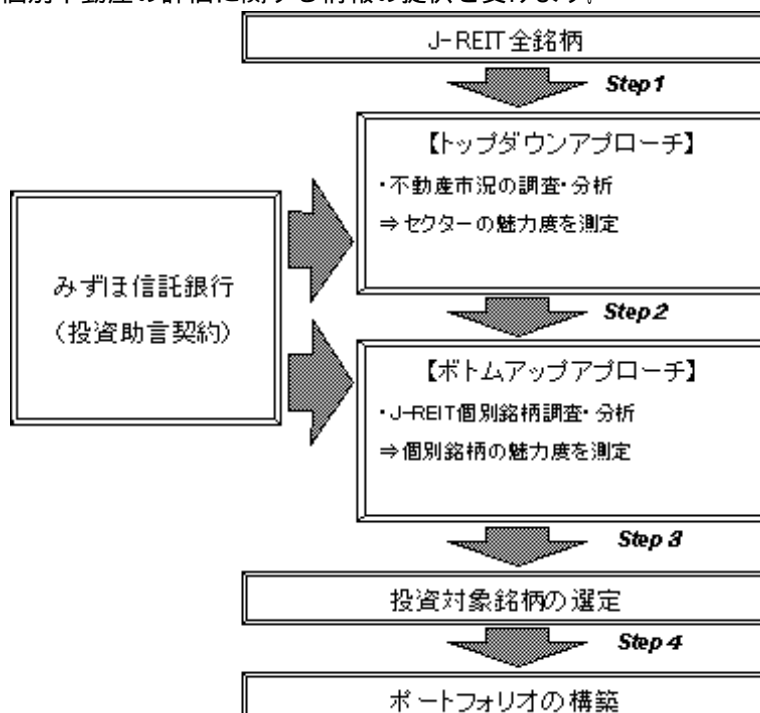 個別不動産の評価に関する情報の提供を受けます。
J-REIT全銘柄
Step1
【トップダウンアプローチ】
・不動産市況の調査・分析
⇒セクターの魅力度を測定
みずほ信託銀行
（投資助言契約）
Step2
【ボトムアップアプローチ】
・J-REIT個別銘柄調査・分析
⇒個別銘柄の魅力度を測定
Step3
投資対象銘柄の選定
Step4
ポートフォリオの構築